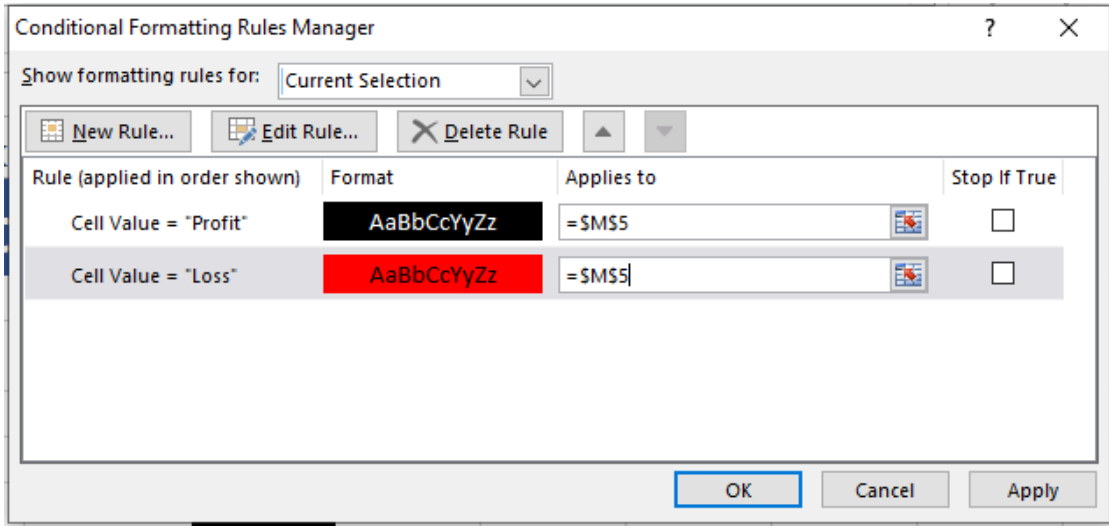 Conditional Formatting Rules Manager ? ×
Show formatting rules for: Current Selection
New Rule... Edit Rule... Delete Rule
Rule (applied in order shown) Format Applies to Stop If True
Cell Value = "Profit" AaBbCcYyZz =$M$5
Cell Value = "Loss" AaBbCcYyZz =$M$5
OK Cancel Apply